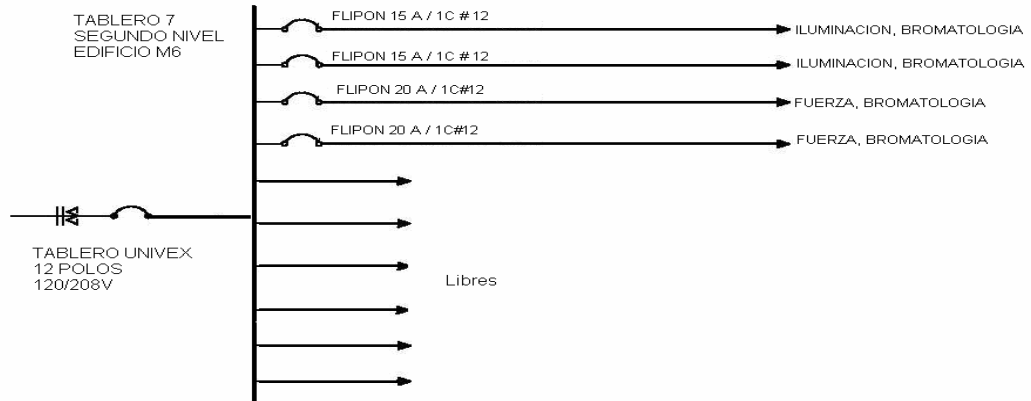 TABLERO 7
SEGUNDO NIVEL
EDIFICIO M6
FLIPON 15 A / 1C # 12
ILUMINACION, BROMATOLOGIA
FLIPON 15 A / 1C # 12
ILUMINACION, BROMATOLOGIA
FLIPON 20 A / 1C#12
FUERZA, BROMATOLOGIA
FLIPON 20 A / 1C#12
FUERZA, BROMATOLOGIA
TABLERO UNIVEX
12 POLOS
120/208V
Libres